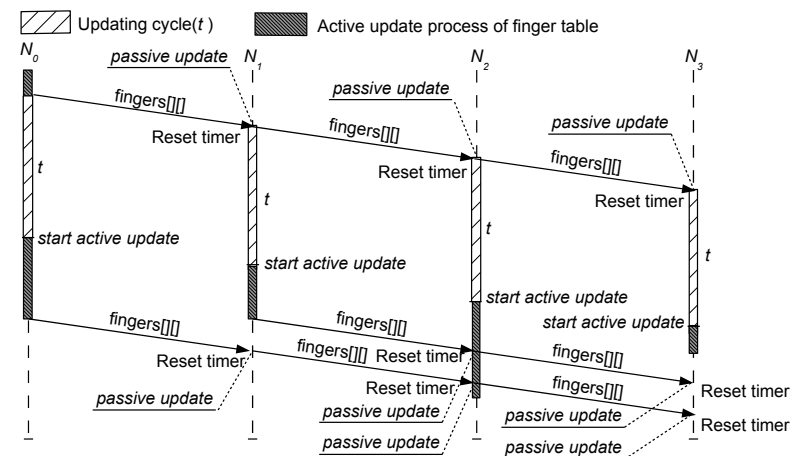 Updating cycle(t )
Active update process of finger table
N0
N1
N2
N3
passive update
passive update
passive update
fingers[][]
fingers[][]
fingers[][]
Reset timer
Reset timer
Reset timer
t
t
t
t
start active update
start active update
start active update
start active update
fingers[][]
fingers[][]
fingers[][]
fingers[][]
fingers[][]
Reset timer
Reset timer
Reset timer
Reset timer
Reset timer
passive update
passive update
passive update
passive update
passive update